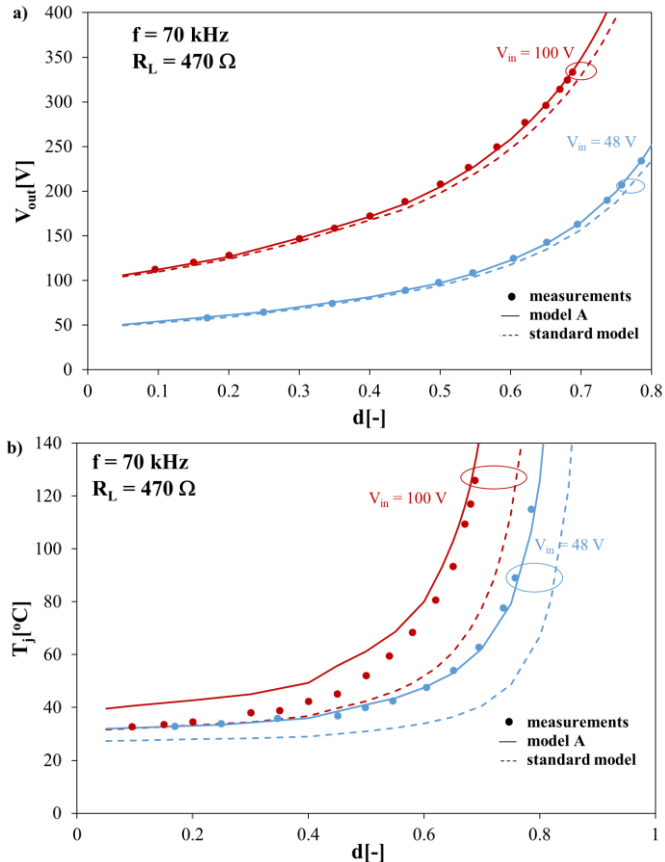 a)
400
350
300
250
200
150
100
50
0
V_out[V]
f = 70 kHz
R_L = 470 Ω
V_in = 100 V
V_in = 48 V
measurements
model A
standard model
0 0.1 0.2 0.3 0.4 0.5 0.6 0.7 0.8
d[-]
b)
140
120
100
80
60
40
20
0
T_j[°C]
f = 70 kHz
R_L = 470 Ω
V_in = 100 V
V_in = 48 V
measurements
model A
standard model
0 0.2 0.4 0.6 0.8 1
d[-]